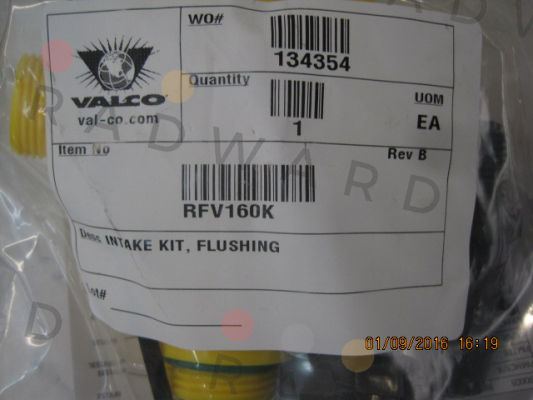 WO#
134354
VALCO
val-co.com
Quantity
1
UOM
EA
Item No
Rev B
RFV160K
Desc INTAKE KIT, FLUSHING
Lot#
RADWARD
01/09/2016 16:19